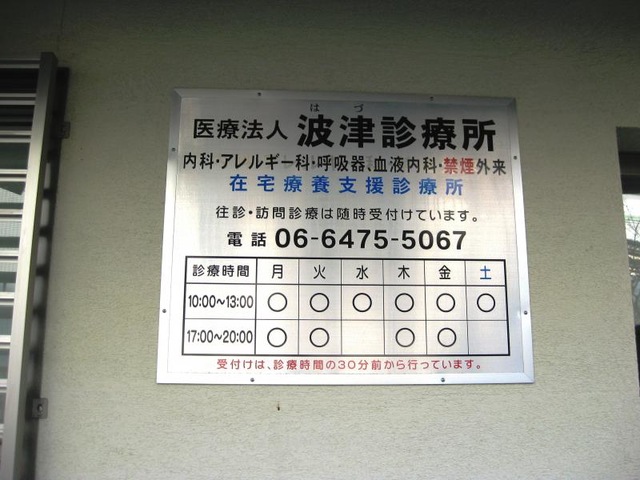 はづ
医療法人 波津診療所
内科・アレルギー科・呼吸器、血液内科・禁煙外来
在宅療養支援診療所
往診・訪問診療は随時受付けています。
電話 06-6475-5067
診療時間 月 火 水 木 金 土
10:00~13:00 ○ ○ ○ ○ ○ ○
17:00~20:00 ○ ○ ○ ○
受付けは、診療時間の30分前から行っています。